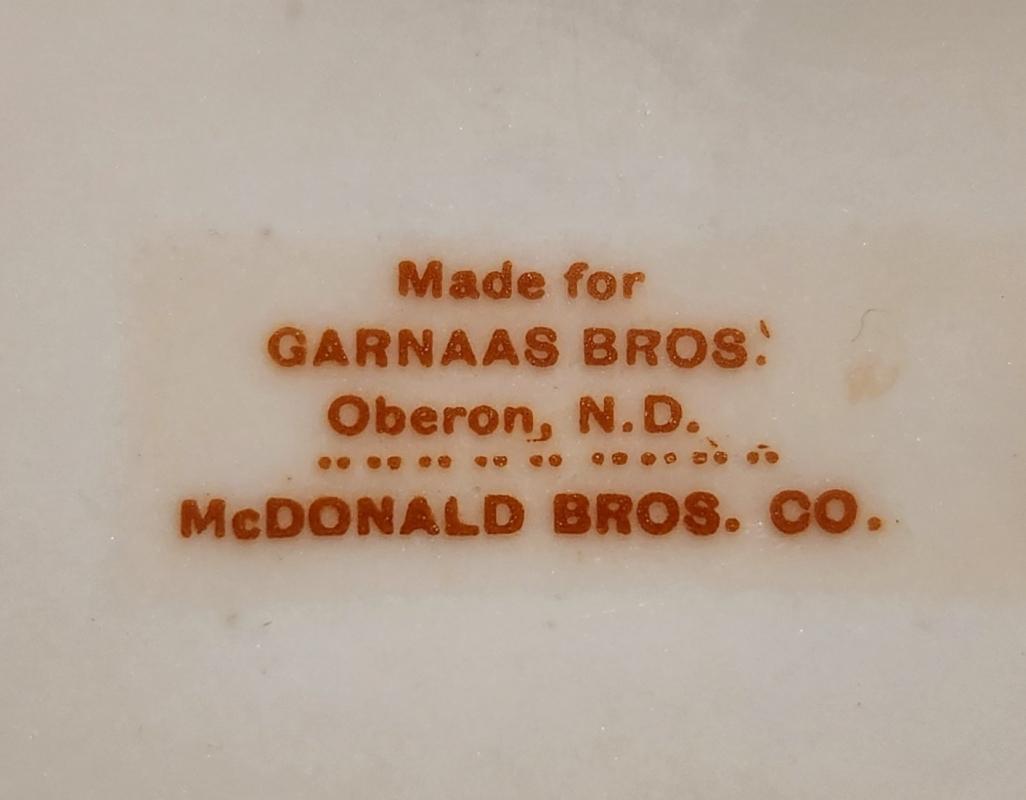 Made for
GARNAAS BROS.
Oberon, N.D.
McDONALD BROS. CO.